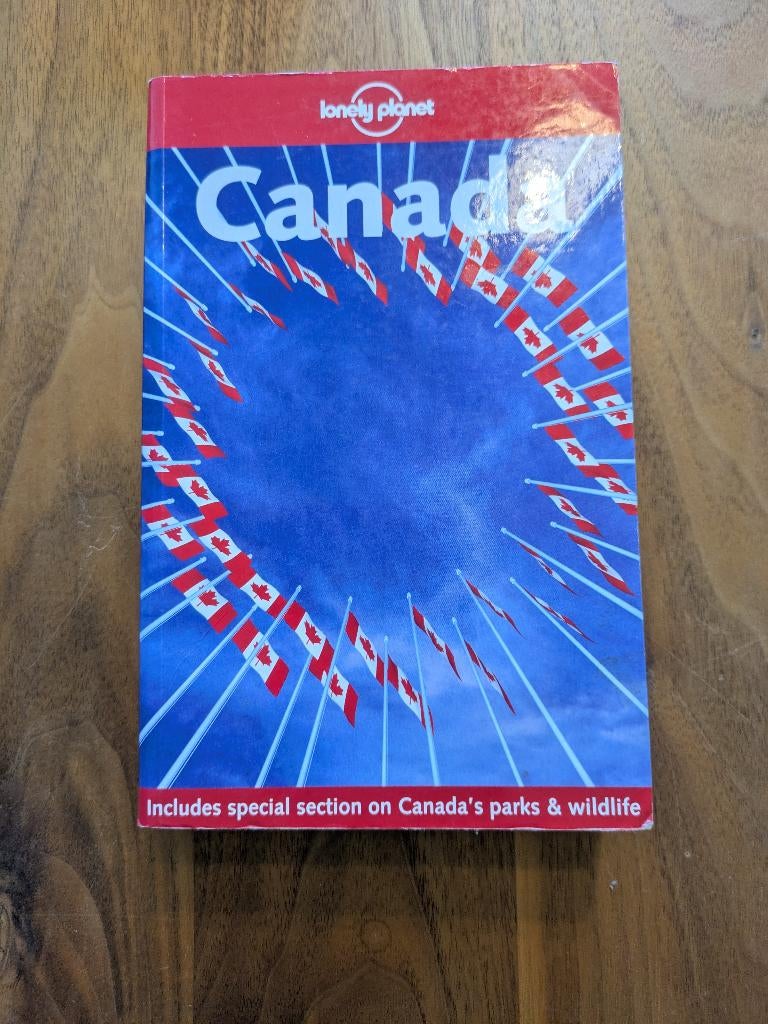 lonely planet
Canada
Includes special section on Canada's parks & wildlife